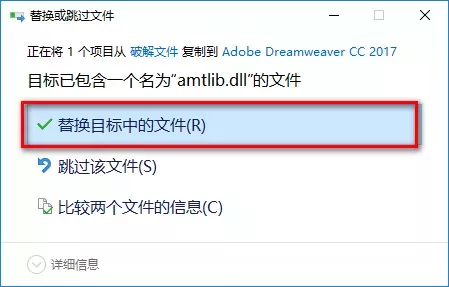 替换或跳过文件
正在将 1 个项目从 破解文件 复制到 Adobe Dreamweaver CC 2017
目标已包含一个名为“amtlib.dll”的文件
替换目标中的文件(R)
跳过该文件(S)
比较两个文件的信息(C)
详细信息